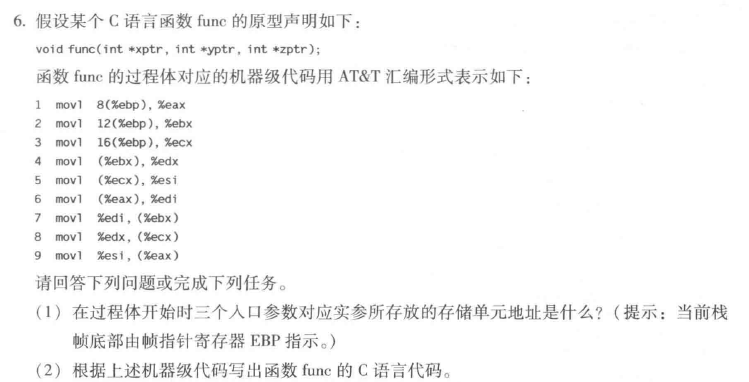 6. 假设某个 C 语言函数 func 的原型声明如下：
void func(int *xptr, int *yptr, int *zptr);
函数 func 的过程体对应的机器级代码用 AT&T 汇编形式表示如下：
1 movl 8(%ebp), %eax
2 movl 12(%ebp), %ebx
3 movl 16(%ebp), %ecx
4 movl (%ebx), %edx
5 movl (%ecx), %esi
6 movl (%eax), %edi
7 movl %edi, (%ebx)
8 movl %edx, (%ecx)
9 movl %esi, (%eax)
请回答下列问题或完成下列任务。
（1） 在过程体开始时三个入口参数对应实参所存放的存储单元地址是什么？（提示：当前栈
帧底部由帧指针寄存器 EBP 指示。）
（2） 根据上述机器级代码写出函数 func 的 C 语言代码。